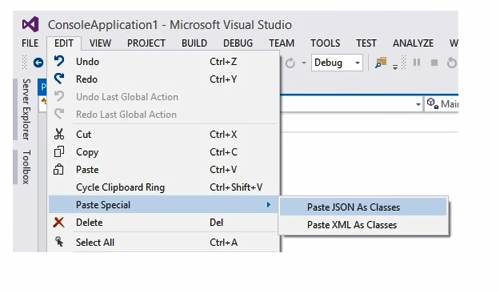 ConsoleApplication1 - Microsoft Visual Studio
FILE EDIT VIEW PROJECT BUILD DEBUG TEAM TOOLS TEST ANALYZE W
Debug
Server Explorer
Toolbox
P
Main
Undo Ctrl+Z
Redo Ctrl+Y
Undo Last Global Action
Redo Last Global Action
Cut Ctrl+X
Copy Ctrl+C
Paste Ctrl+V
Cycle Clipboard Ring Ctrl+Shift+V
Paste Special
Paste JSON As Classes
Delete Del
Paste XML As Classes
Select All Ctrl+A